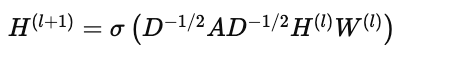 H^{(l+1)} = σ (D^{-1/2} A D^{-1/2} H^{(l)} W^{(l)})